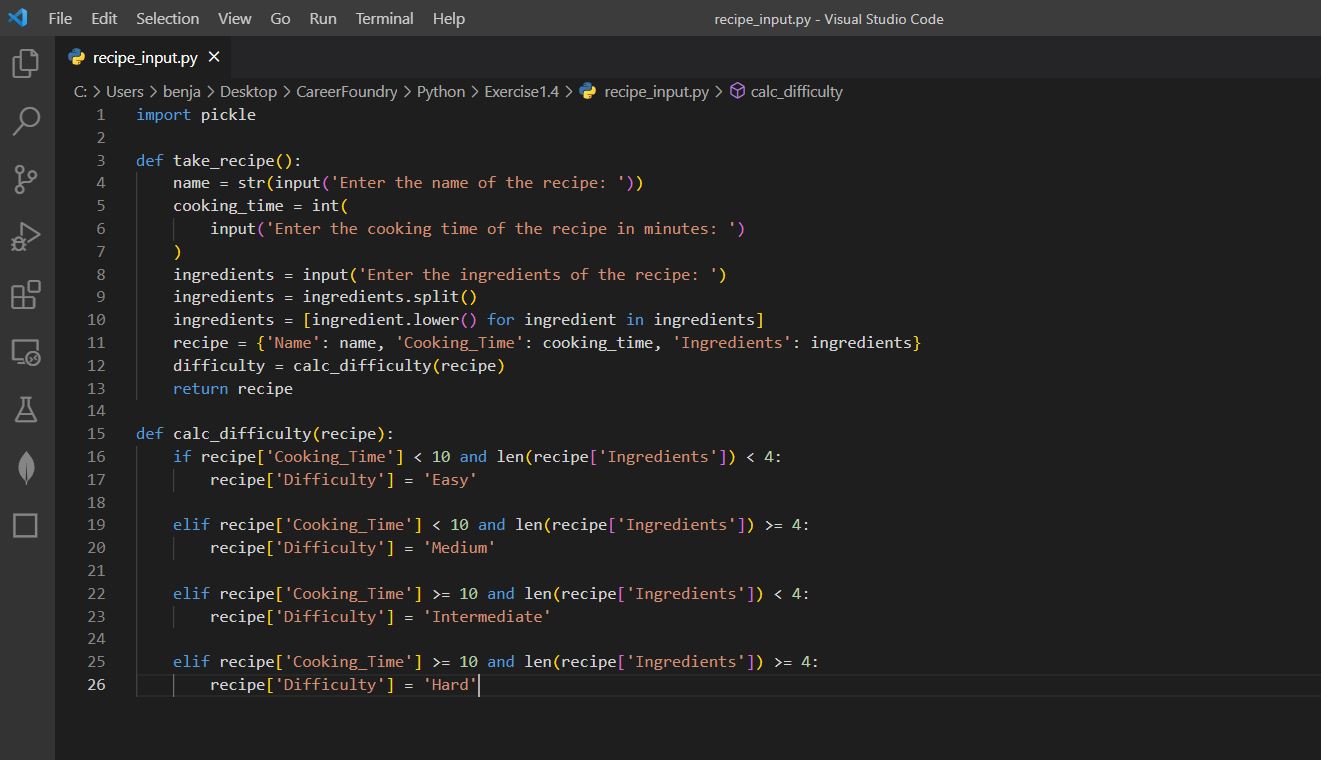 File Edit Selection View Go Run Terminal Help recipe_input.py - Visual Studio Code
recipe_input.py ×
C: > Users > benja > Desktop > CareerFoundry > Python > Exercise1.4 > recipe_input.py > calc_difficulty
1 import pickle
2
3 def take_recipe():
4     name = str(input('Enter the name of the recipe: '))
5     cooking_time = int(
6         input('Enter the cooking time of the recipe in minutes: ')
7     )
8     ingredients = input('Enter the ingredients of the recipe: ')
9     ingredients = ingredients.split()
10     ingredients = [ingredient.lower() for ingredient in ingredients]
11     recipe = {'Name': name, 'Cooking_Time': cooking_time, 'Ingredients': ingredients}
12     difficulty = calc_difficulty(recipe)
13     return recipe
14
15 def calc_difficulty(recipe):
16     if recipe['Cooking_Time'] < 10 and len(recipe['Ingredients']) < 4:
17         recipe['Difficulty'] = 'Easy'
18
19     elif recipe['Cooking_Time'] < 10 and len(recipe['Ingredients']) >= 4:
20         recipe['Difficulty'] = 'Medium'
21
22     elif recipe['Cooking_Time'] >= 10 and len(recipe['Ingredients']) < 4:
23         recipe['Difficulty'] = 'Intermediate'
24
25     elif recipe['Cooking_Time'] >= 10 and len(recipe['Ingredients']) >= 4:
26         recipe['Difficulty'] = 'Hard'